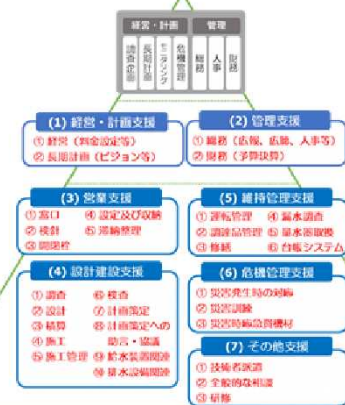 経営・計画
管理
調査企画
長期計画
モニタリング
危機管理
総務
人事
財務
(1) 経営・計画支援
① 経営（料金設定等）
② 長期計画（ビジョン等）
(2) 管理支援
① 総務（広報、広聴、人事等）
② 財務（予算決算）
(3) 営業支援
① 窓口
② 検針
③ 開閉栓
④ 設定及び収納
⑤ 滞納整理
(5) 維持管理支援
① 運転管理
② 調達品管理
③ 修繕
④ 漏水調査
⑤ 量水器取換
⑥ 台帳システム
(4) 設計建設支援
① 調査
② 設計
③ 積算
④ 施工
⑤ 施工管理
⑥ 検査
⑦ 計画策定
⑧ 計画策定への
助言・協議
⑨ 給水装置関連
⑩ 排水設備関連
(6) 危機管理支援
① 災害発生時の対応
② 災害訓練
③ 災害時応急資機材
(7) その他支援
① 技術者派遣
② 全般的な相談
③ 研修